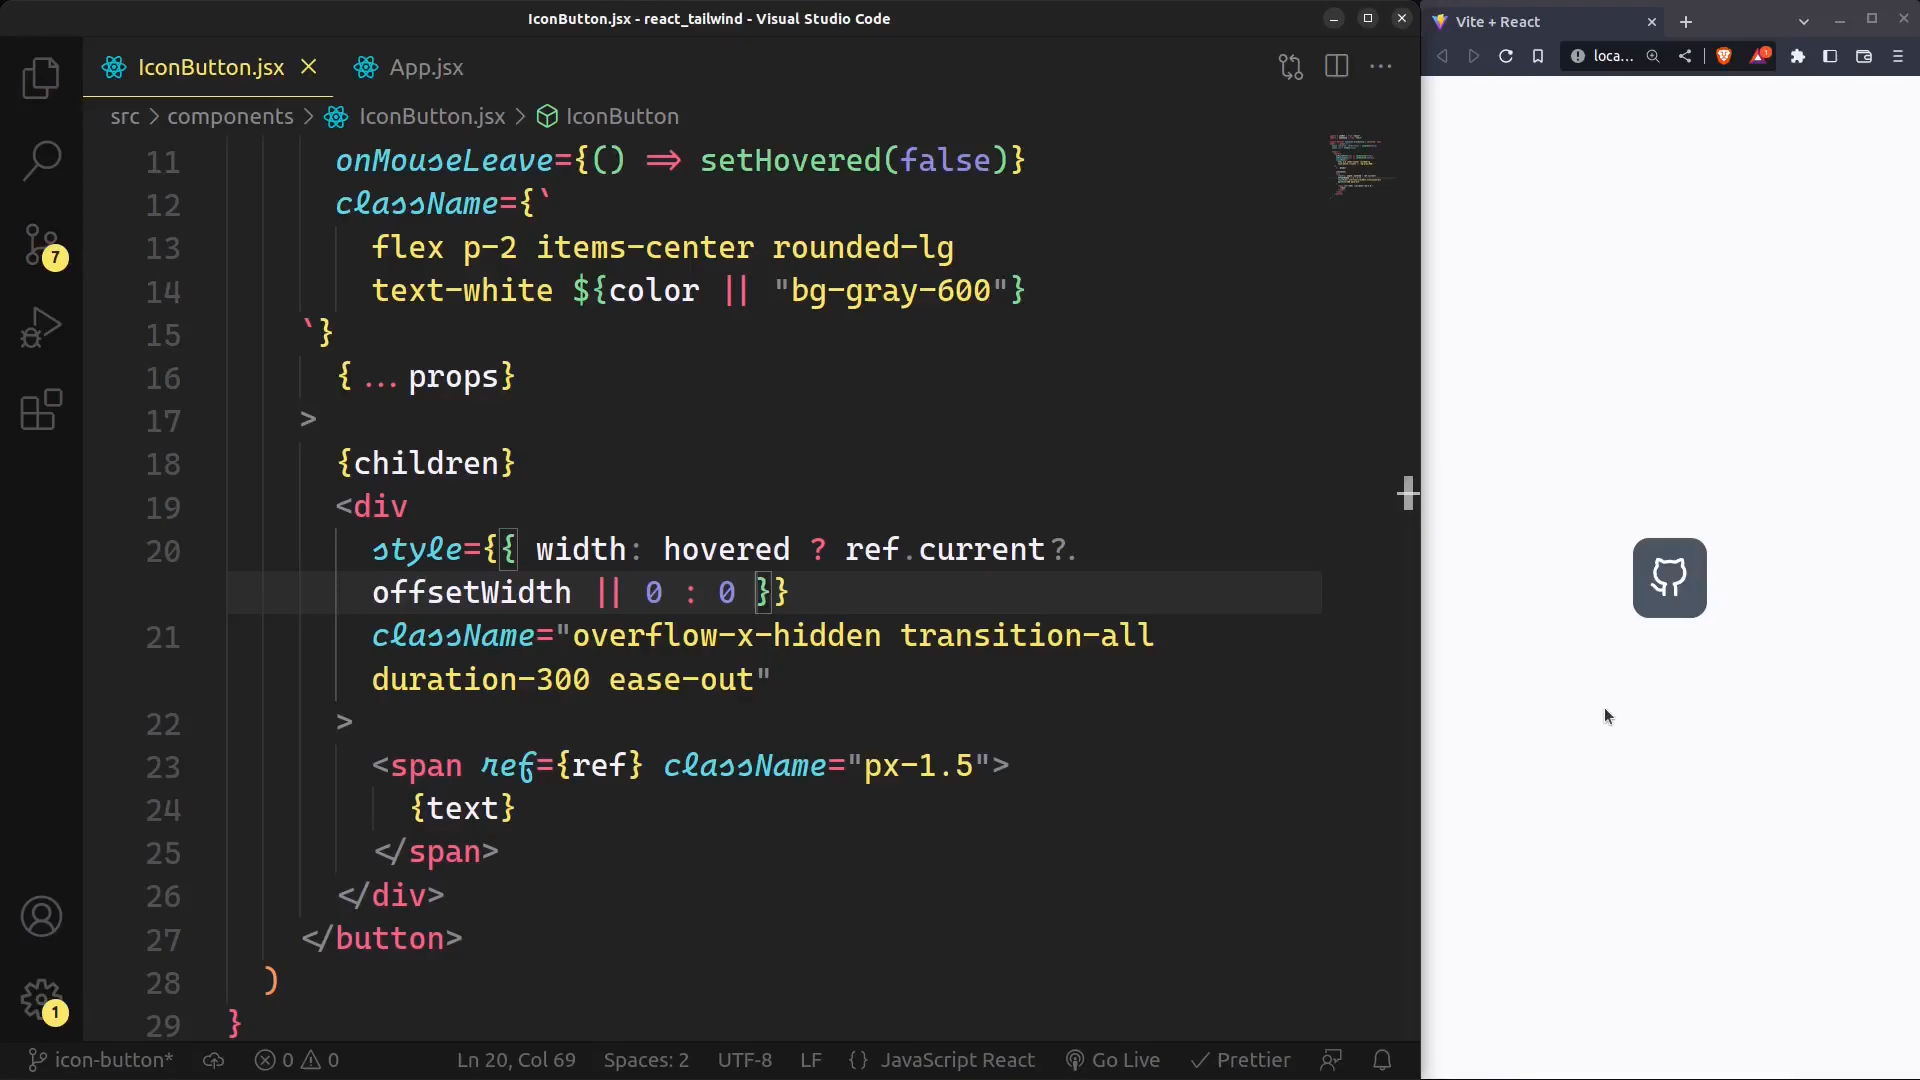 IconButton.jsx - react_tailwind - Visual Studio Code
IconButton.jsx
App.jsx
src > components > IconButton.jsx > IconButton
11 onMouseLeave={() => setHovered(false)}
12 className={`
13 flex p-2 items-center rounded-lg
14 text-white ${color || "bg-gray-600"}
15 `}
16 {...props}
17 >
18 {children}
19 <div
20 style={{ width: hovered ? ref.current?.
offsetWidth || 0 : 0 }}
21 className="overflow-x-hidden transition-all
duration-300 ease-out"
22 >
23 <span ref={ref} className="px-1.5">
24 {text}
25 </span>
26 </div>
27 </button>
28 )
29 }
7
1
icon-button* 0 0 Ln 20, Col 69 Spaces: 2 UTF-8 LF {} JavaScript React Go Live Prettier
Vite + React
loca...
1